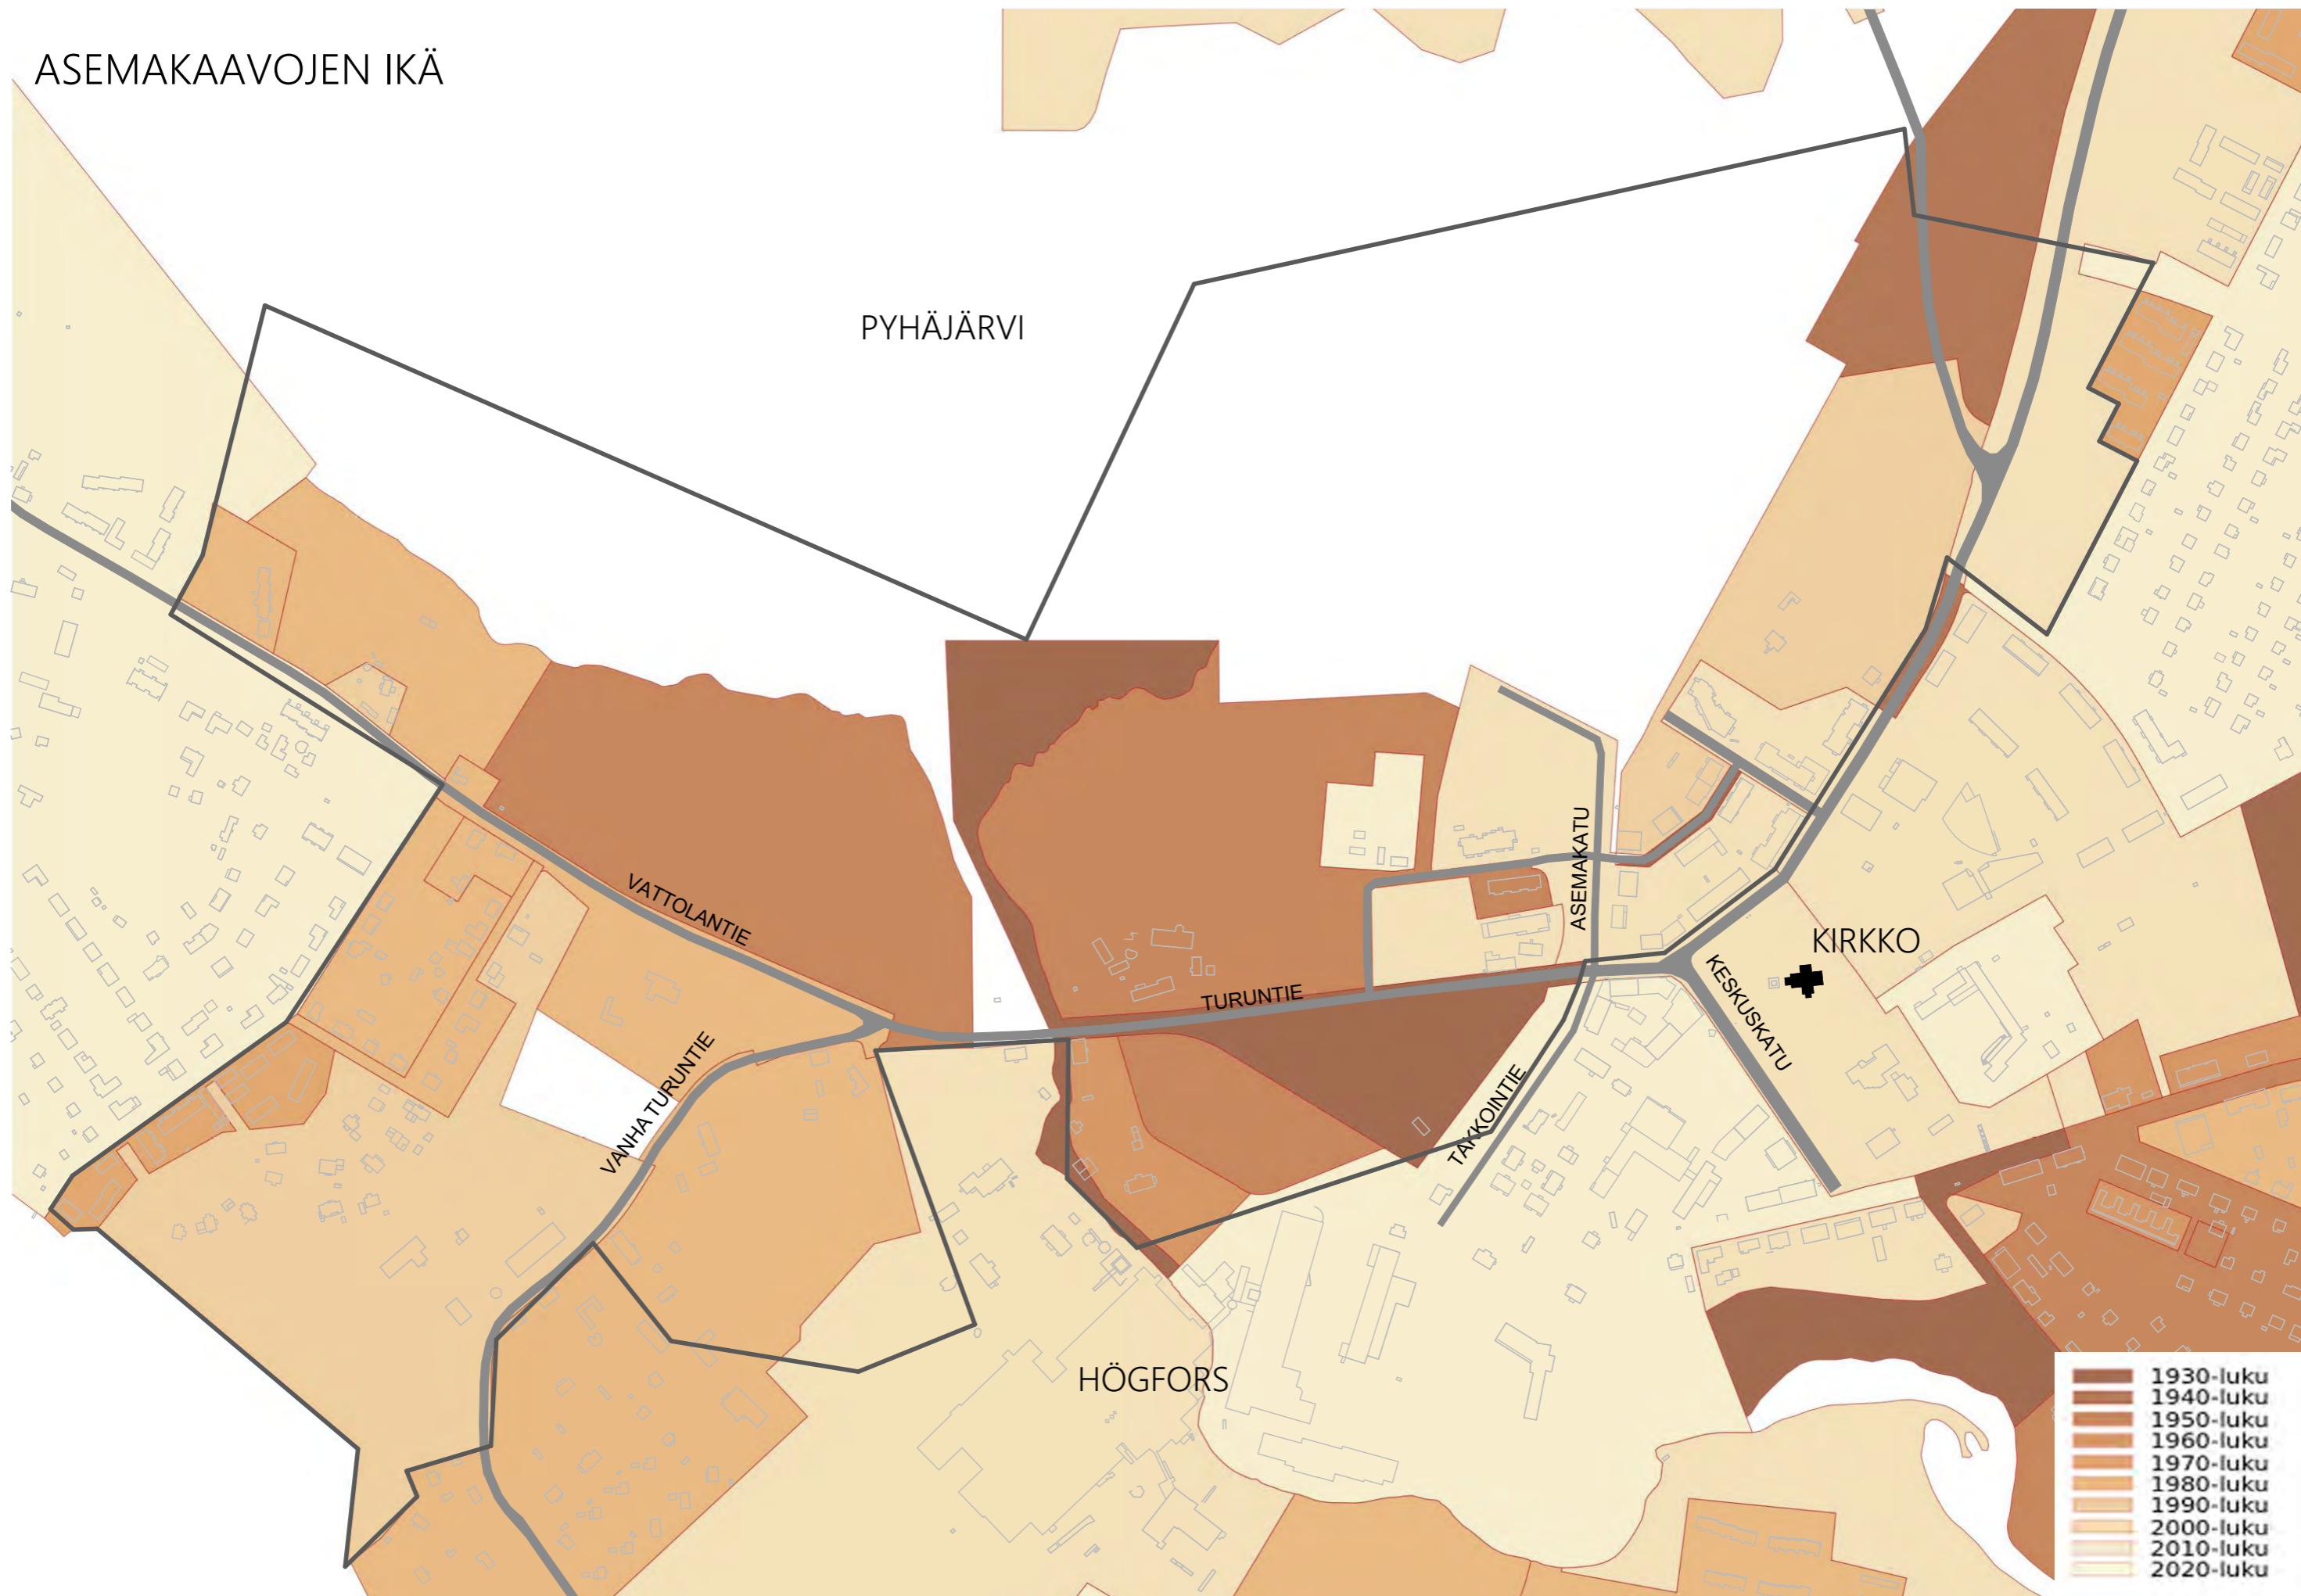 ASEMAKAAVOJEN IKÄ
PYHÄJÄRVI
VATTOLANTIE
ASEMAKATU
KIRKKO
TURUNTIE
KESKUSKATU
VANHA TURUNTIE
TAKKOINTIE
HÖGFORS
1930-luku
1940-luku
1950-luku
1960-luku
1970-luku
1980-luku
1990-luku
2000-luku
2010-luku
2020-luku